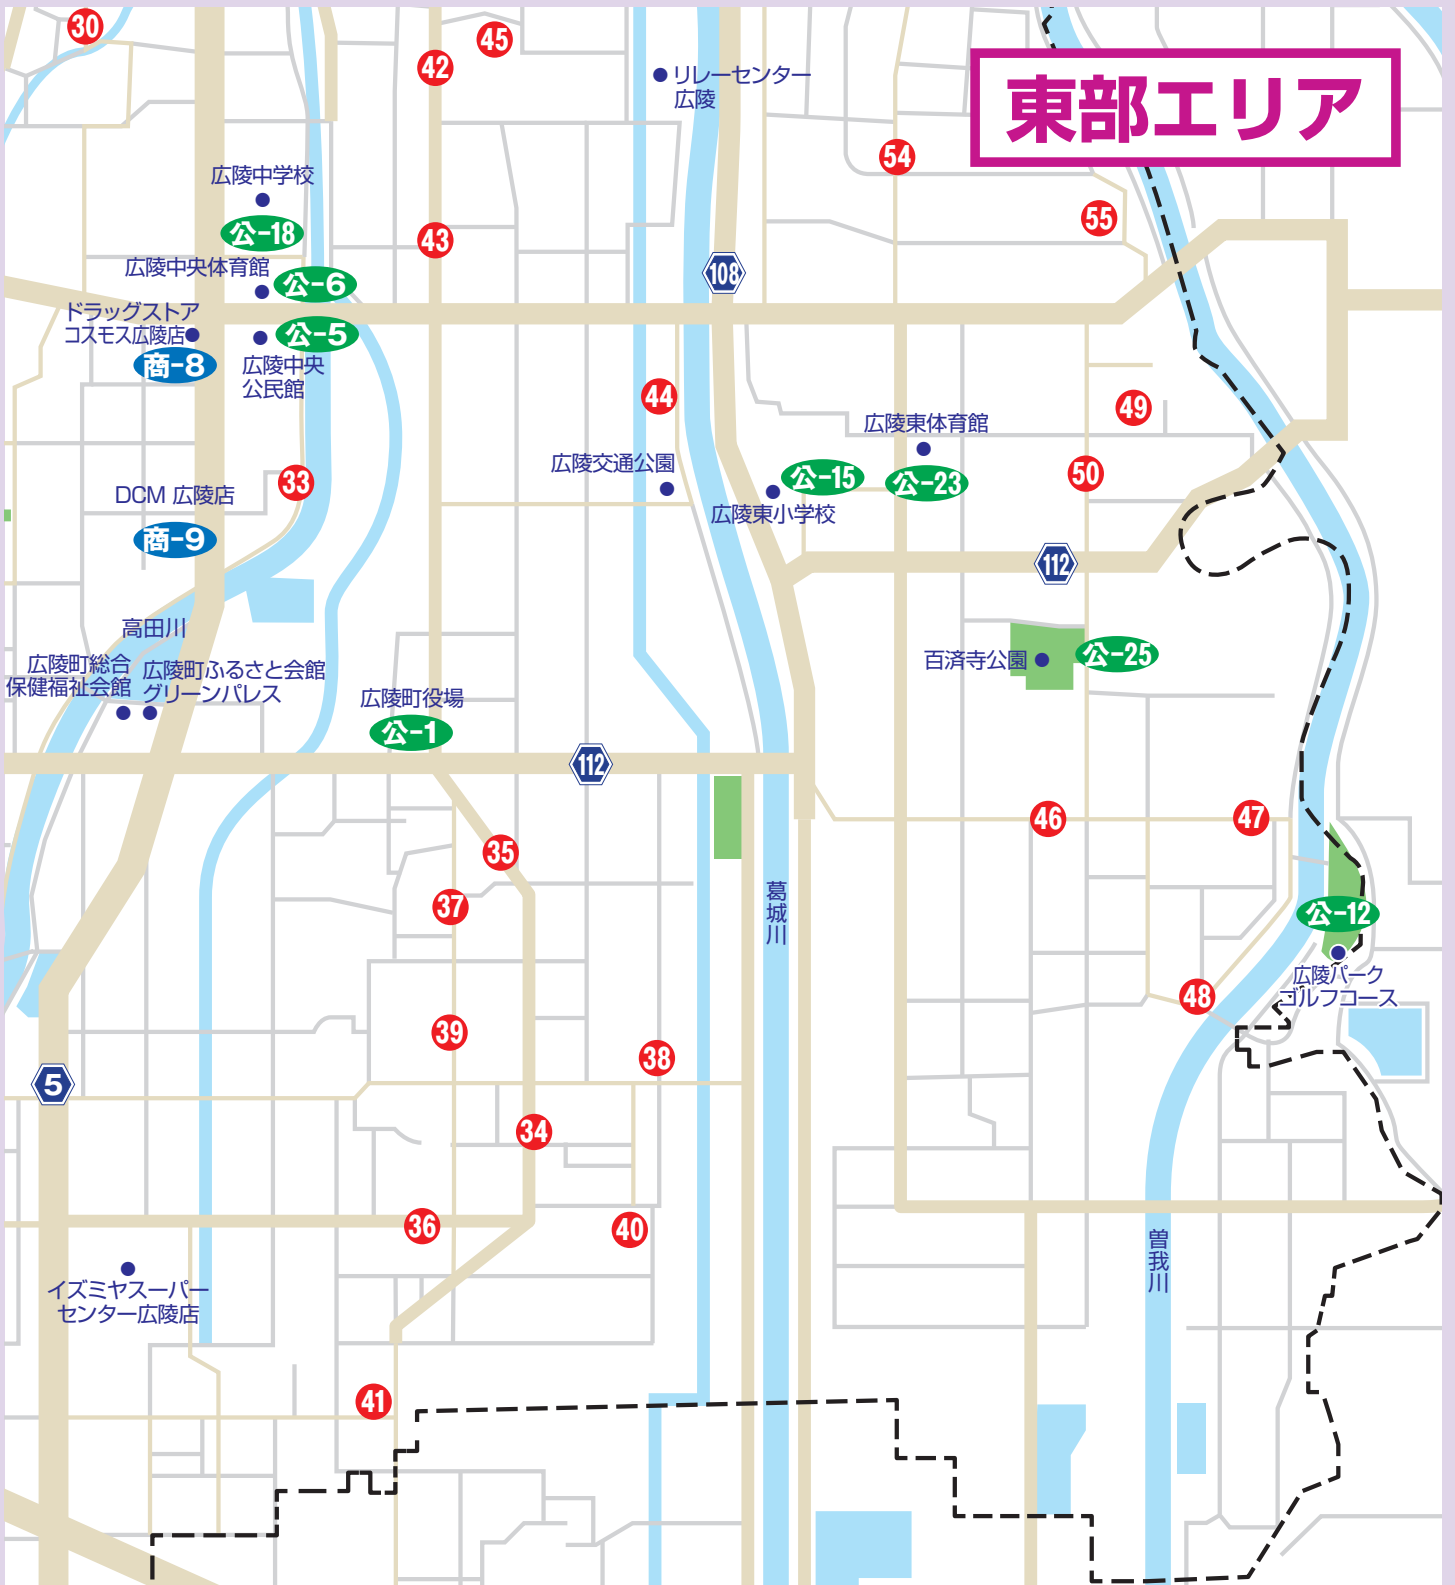 東部エリア
30
45
42
リレーセンター
広陵
54
広陵中学校
公-18
55
43
広陵中央体育館
公-6
108
ドラッグストア
コスモス広陵店
公-5
商-8
広陵中央
公民館
44
49
広陵東体育館
広陵交通公園
公-15
公-23
50
33
DCM 広陵店
広陵東小学校
商-9
112
高田川
百済寺公園
公-25
広陵町総合
保健福祉会館
広陵町ふるさと会館
グリーンパレス
広陵町役場
公-1
112
46
47
35
37
葛城川
公-12
広陵パーク
ゴルフコース
48
39
38
5
34
36
40
曽我川
イズミヤスーパー
センター広陵店
41